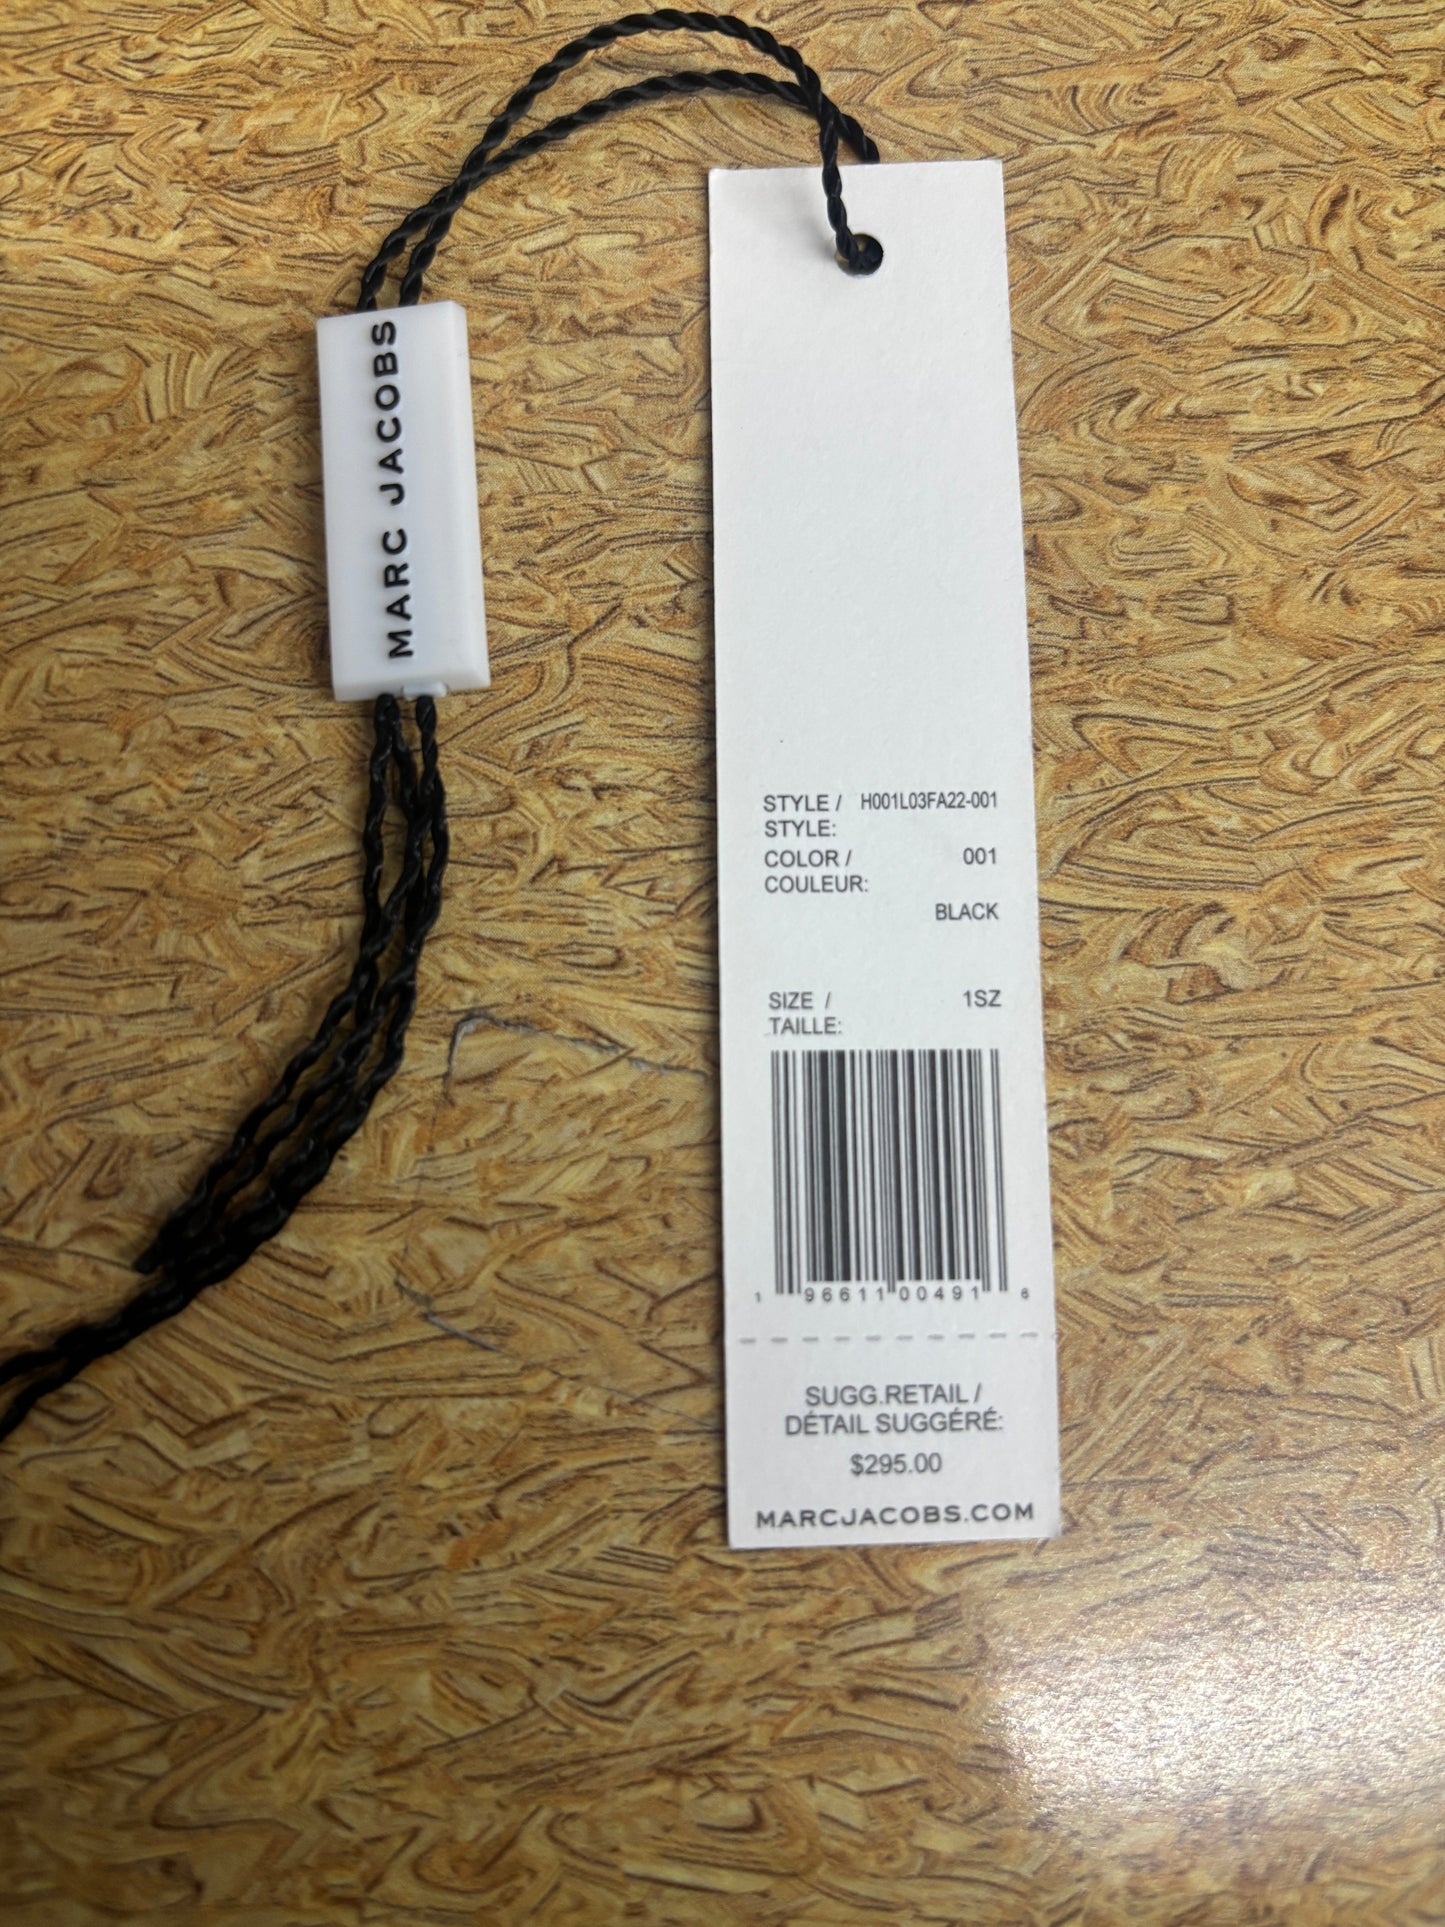 MARC JACOBS
STYLE / H001L03FA22-001
STYLE:
COLOR / 001
COULEUR:
BLACK
SIZE / 1SZ
TAILLE:
1 96611 00491 6
SUGG.RETAIL /
DÉTAIL SUGGÉRÉ:
$295.00
MARCJACOBS.COM